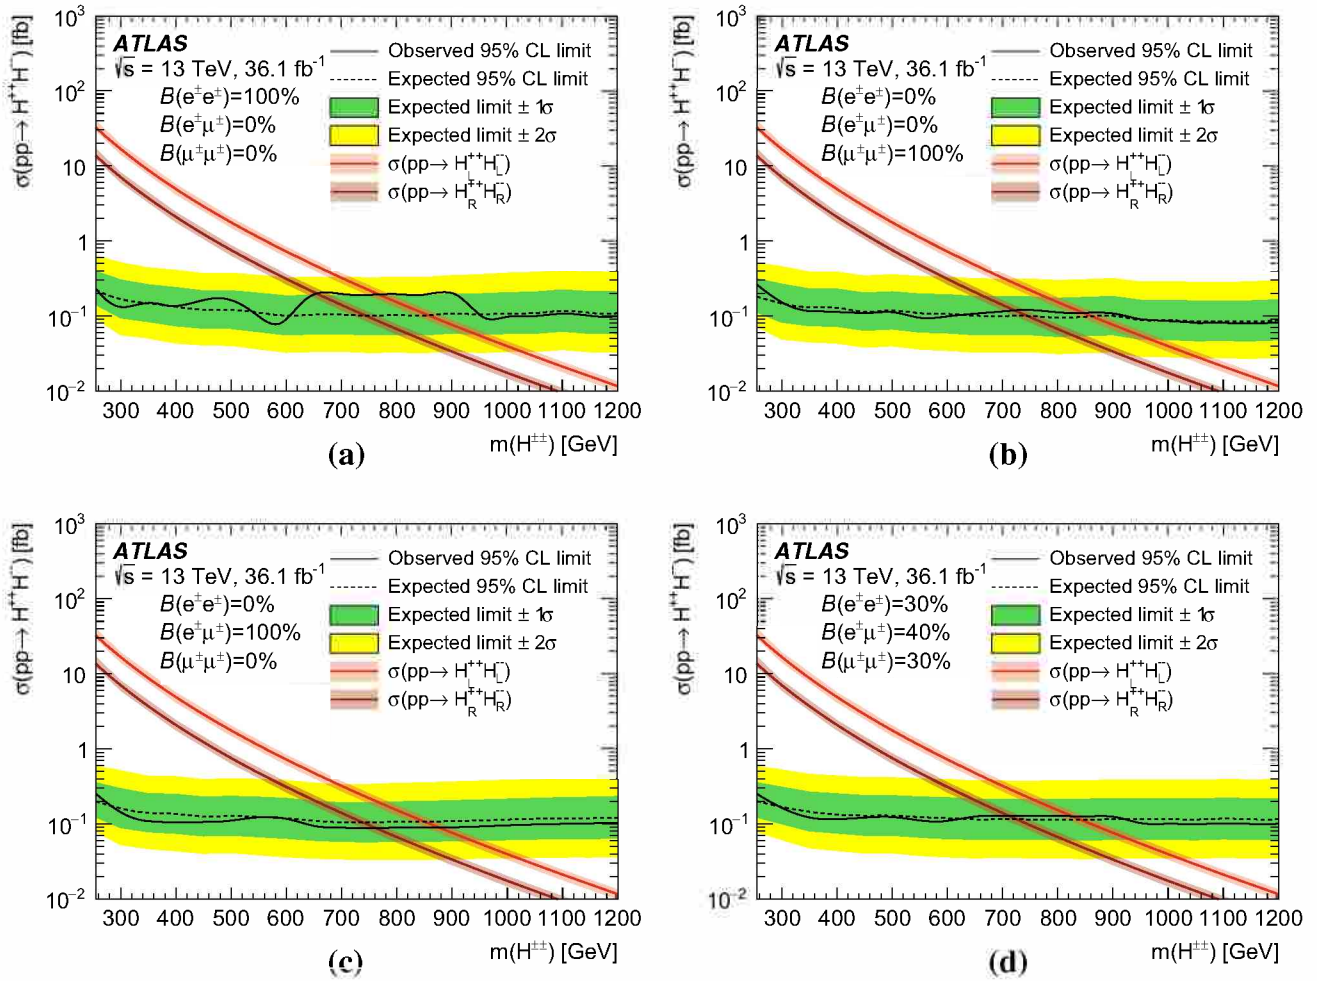 10³
10²
10
1
10⁻¹
10⁻²
σ(pp→ H⁺⁺H⁻⁻) [fb]
ATLAS
√s = 13 TeV, 36.1 fb⁻¹
B(e±e±)=100%
B(e±μ±)=0%
B(μ±μ±)=0%
Observed 95% CL limit
Expected 95% CL limit
Expected limit ± 1σ
Expected limit ± 2σ
σ(pp→ H_L⁺⁺H_L⁻⁻)
σ(pp→ H_R⁺⁺H_R⁻⁻)
300 400 500 600 700 800 900 1000 1100 1200
m(H±±) [GeV]
(a)
10³
10²
10
1
10⁻¹
10⁻²
σ(pp→ H⁺⁺H⁻⁻) [fb]
ATLAS
√s = 13 TeV, 36.1 fb⁻¹
B(e±e±)=0%
B(e±μ±)=0%
B(μ±μ±)=100%
Observed 95% CL limit
Expected 95% CL limit
Expected limit ± 1σ
Expected limit ± 2σ
σ(pp→ H_L⁺⁺H_L⁻⁻)
σ(pp→ H_R⁺⁺H_R⁻⁻)
300 400 500 600 700 800 900 1000 1100 1200
m(H±±) [GeV]
(b)
10³
10²
10
1
10⁻¹
10⁻²
σ(pp→ H⁺⁺H⁻⁻) [fb]
ATLAS
√s = 13 TeV, 36.1 fb⁻¹
B(e±e±)=0%
B(e±μ±)=100%
B(μ±μ±)=0%
Observed 95% CL limit
Expected 95% CL limit
Expected limit ± 1σ
Expected limit ± 2σ
σ(pp→ H_L⁺⁺H_L⁻⁻)
σ(pp→ H_R⁺⁺H_R⁻⁻)
300 400 500 600 700 800 900 1000 1100 1200
m(H±±) [GeV]
(c)
10³
10²
10
1
10⁻¹
10⁻²
σ(pp→ H⁺⁺H⁻⁻) [fb]
ATLAS
√s = 13 TeV, 36.1 fb⁻¹
B(e±e±)=30%
B(e±μ±)=40%
B(μ±μ±)=30%
Observed 95% CL limit
Expected 95% CL limit
Expected limit ± 1σ
Expected limit ± 2σ
σ(pp→ H_L⁺⁺H_L⁻⁻)
σ(pp→ H_R⁺⁺H_R⁻⁻)
300 400 500 600 700 800 900 1000 1100 1200
m(H±±) [GeV]
(d)